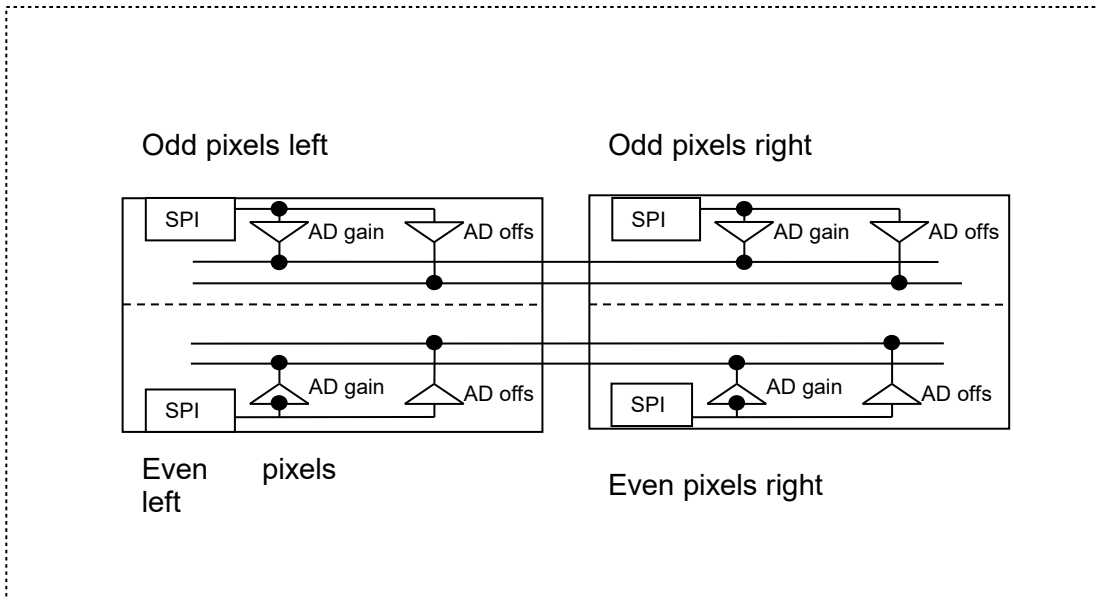 Odd pixels left
Odd pixels right
SPI
AD gain
AD offs
SPI
AD gain
AD offs
SPI
AD gain
AD offs
SPI
AD gain
AD offs
Even pixels
left
Even pixels right